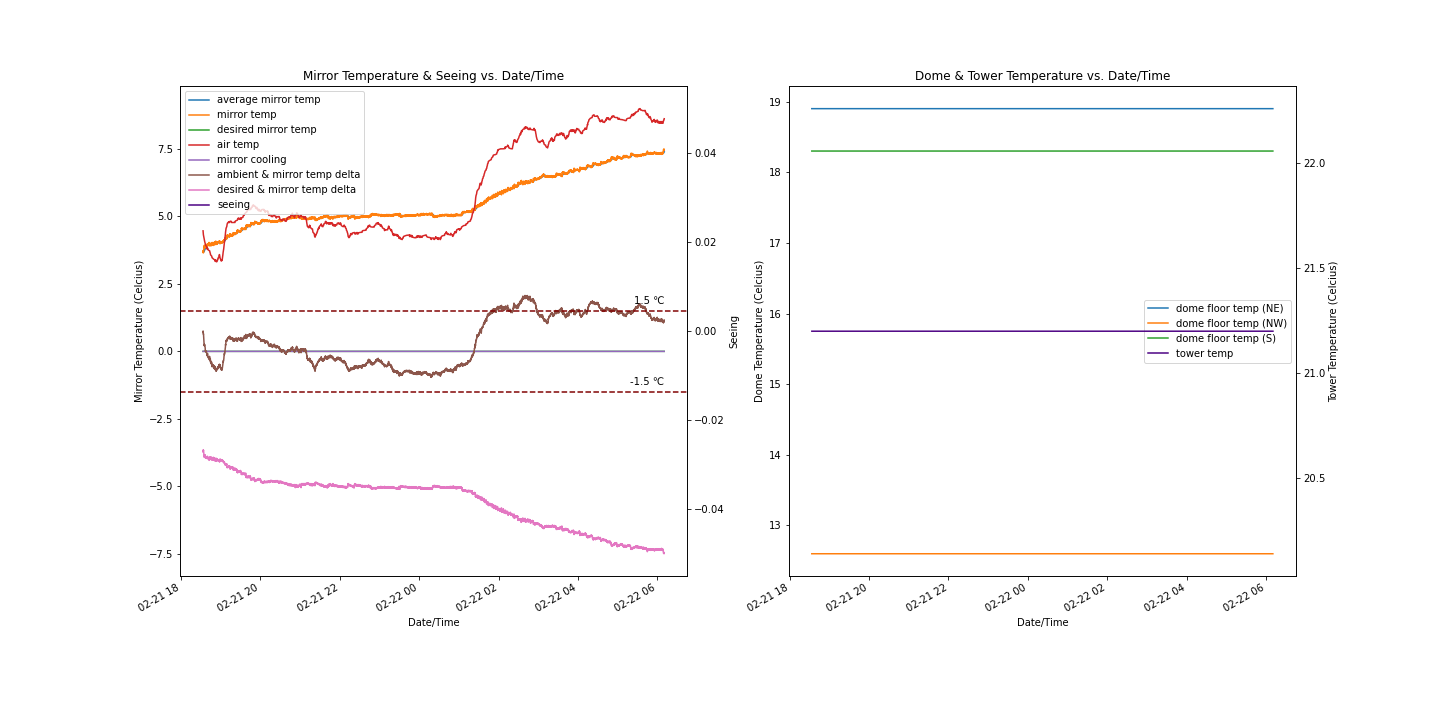 Mirror Temperature & Seeing vs. Date/Time
average mirror temp
mirror temp
desired mirror temp
air temp
mirror cooling
ambient & mirror temp delta
desired & mirror temp delta
seeing
7.5
5.0
2.5
0.0
−2.5
−5.0
−7.5
Mirror Temperature (Celcius)
1.5 °C
-1.5 °C
0.04
0.02
0.00
−0.02
−0.04
Seeing
02-21 18
02-21 20
02-21 22
02-22 00
02-22 02
02-22 04
02-22 06
Date/Time
Dome & Tower Temperature vs. Date/Time
19
18
17
16
15
14
13
Dome Temperature (Celcius)
dome floor temp (NE)
dome floor temp (NW)
dome floor temp (S)
tower temp
22.0
21.5
21.0
20.5
Tower Temperature (Celcius)
02-21 18
02-21 20
02-21 22
02-22 00
02-22 02
02-22 04
02-22 06
Date/Time